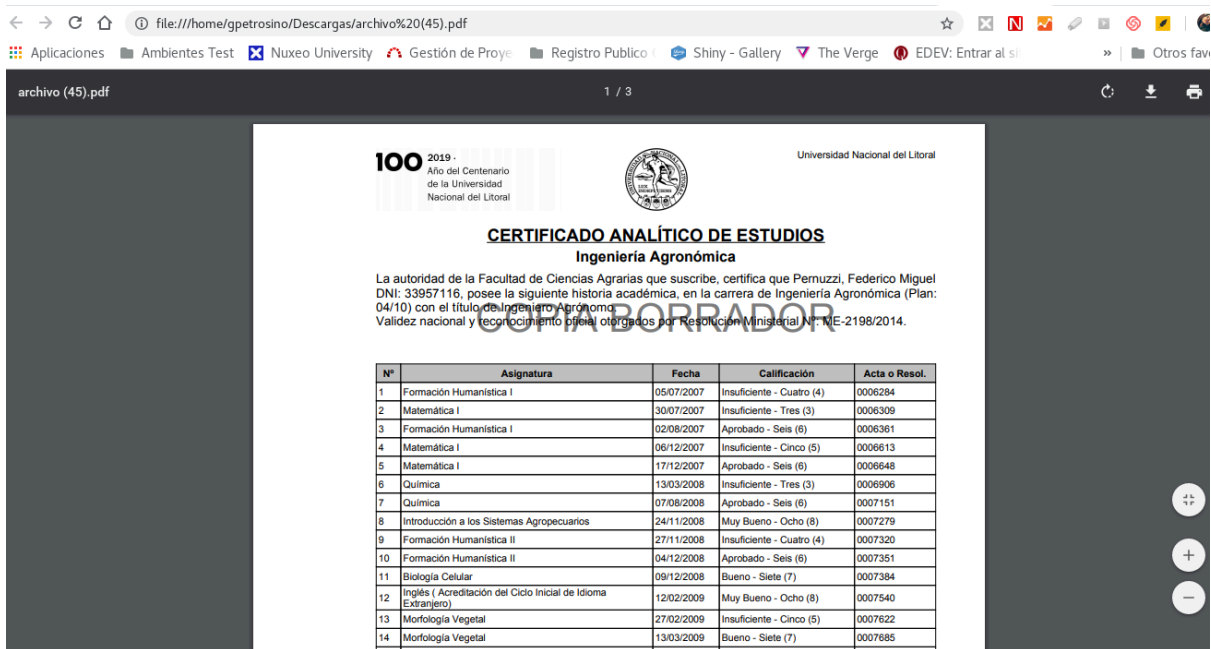 file:///home/gpetrosino/Descargas/archivo%20(45).pdf
Aplicaciones Ambientes Test Nuxeo University Gestión de Proye Registro Publico Shiny - Gallery The Verge EDEV: Entrar al si » Otros favo
archivo (45).pdf 1 / 3
100 2019 ·
Año del Centenario
de la Universidad
Nacional del Litoral
Universidad Nacional del Litoral
CERTIFICADO ANALÍTICO DE ESTUDIOS
Ingeniería Agronómica
La autoridad de la Facultad de Ciencias Agrarias que suscribe, certifica que Pernuzzi, Federico Miguel
DNI: 33957116, posee la siguiente historia académica, en la carrera de Ingeniería Agronómica (Plan:
04/10) con el título de Ingeniero Agrónomo.
COPIA BORRADOR
Validez nacional y reconocimiento oficial otorgados por Resolución Ministerial Nº: ME-2198/2014.
Nº Asignatura Fecha Calificación Acta o Resol.
1 Formación Humanística I 05/07/2007 Insuficiente - Cuatro (4) 0006284
2 Matemática I 30/07/2007 Insuficiente - Tres (3) 0006309
3 Formación Humanística I 02/08/2007 Aprobado - Seis (6) 0006361
4 Matemática I 06/12/2007 Insuficiente - Cinco (5) 0006613
5 Matemática I 17/12/2007 Aprobado - Seis (6) 0006648
6 Química 13/03/2008 Insuficiente - Tres (3) 0006906
7 Química 07/08/2008 Aprobado - Seis (6) 0007151
8 Introducción a los Sistemas Agropecuarios 24/11/2008 Muy Bueno - Ocho (8) 0007279
9 Formación Humanística II 27/11/2008 Insuficiente - Cuatro (4) 0007320
10 Formación Humanística II 04/12/2008 Aprobado - Seis (6) 0007351
11 Biología Celular 09/12/2008 Bueno - Siete (7) 0007384
12 Inglés ( Acreditación del Ciclo Inicial de Idioma
Extranjero) 12/02/2009 Muy Bueno - Ocho (8) 0007540
13 Morfología Vegetal 27/02/2009 Insuficiente - Cinco (5) 0007622
14 Morfología Vegetal 13/03/2009 Bueno - Siete (7) 0007685